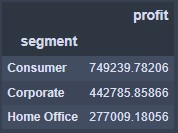 profit
segment
Consumer 749239.78206
Corporate 442785.85866
Home Office 277009.18056